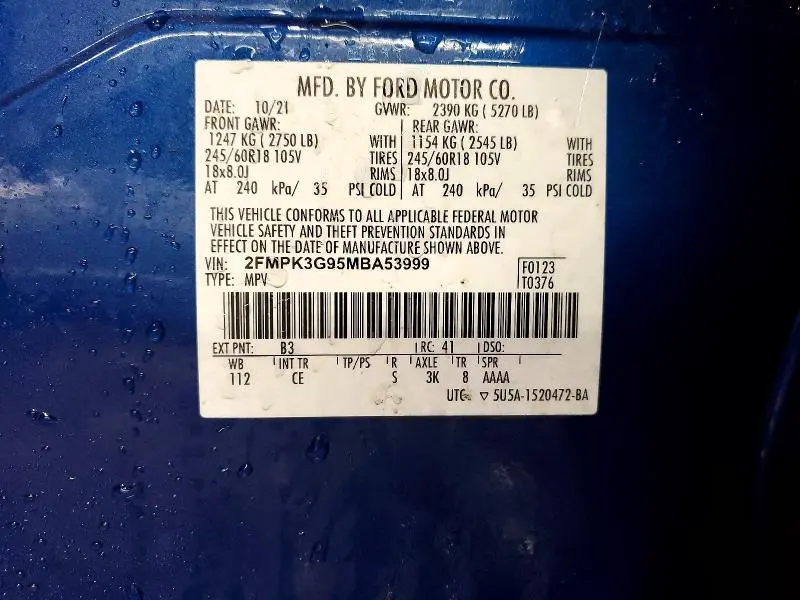 MFD. BY FORD MOTOR CO.
DATE: 10/21 GVWR: 2390 KG ( 5270 LB)
FRONT GAWR: REAR GAWR:
1247 KG ( 2750 LB) WITH 1154 KG ( 2545 LB) WITH
245/60R18 105V TIRES 245/60R18 105V TIRES
18x8.0J RIMS 18x8.0J RIMS
AT 240 kPa/ 35 PSI COLD AT 240 kPa/ 35 PSI COLD
THIS VEHICLE CONFORMS TO ALL APPLICABLE FEDERAL MOTOR
VEHICLE SAFETY AND THEFT PREVENTION STANDARDS IN
EFFECT ON THE DATE OF MANUFACTURE SHOWN ABOVE.
VIN: 2FMPK3G95MBA53999 F0123
TYPE: MPV T0376
EXT PNT: B3 RC: 41 DSO:
WB INT TR TP/PS R AXLE TR SPR
112 CE S 3K 8 AAAA
UTC ▽ 5U5A-1520472-BA